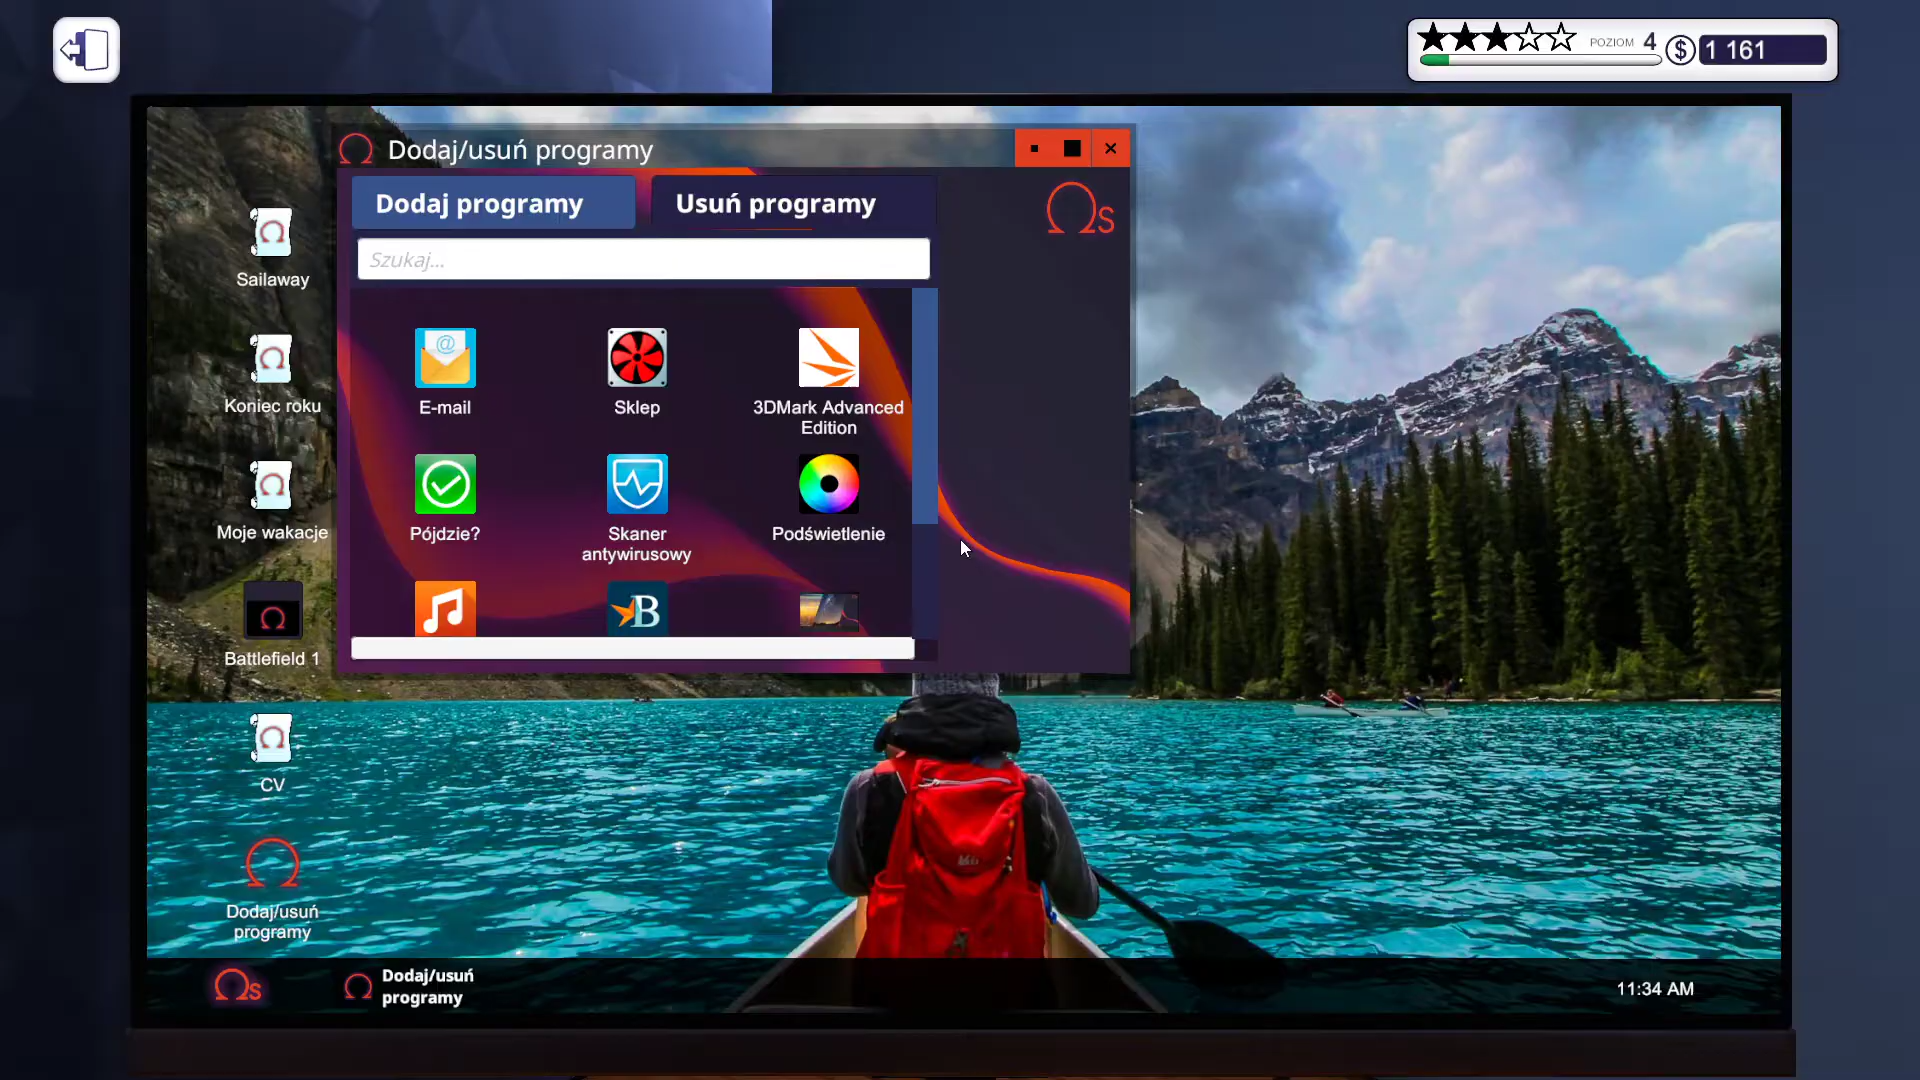 POZIOM 4
$ 1 161
Dodaj/usuń programy
Dodaj programy
Usuń programy
Szukaj...
Ωs
E-mail
Sklep
3DMark Advanced
Edition
Pójdzie?
Skaner
antywirusowy
Podświetlenie
B
Sailaway
Koniec roku
Moje wakacje
Battlefield 1
CV
Dodaj/usuń
programy
Ωs
Dodaj/usuń
programy
11:34 AM